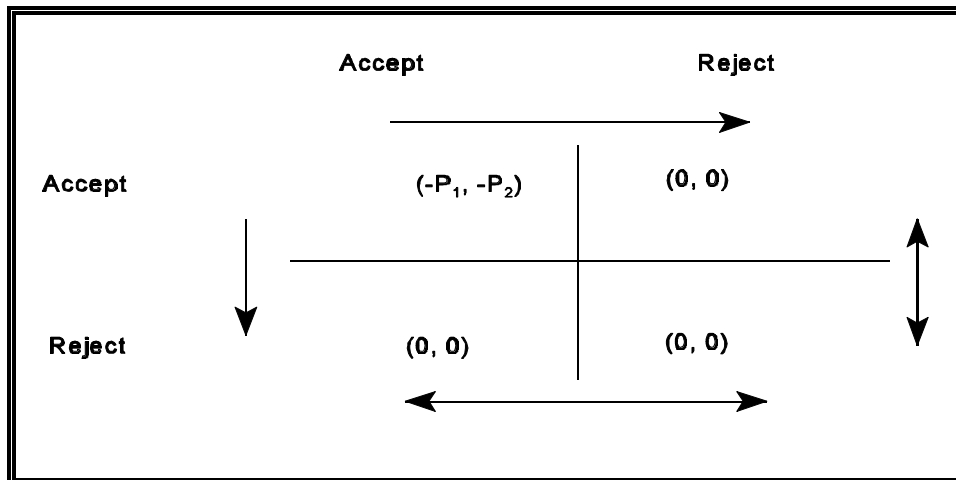 Accept Reject
Accept (-P₁, -P₂) (0, 0)
Reject (0, 0) (0, 0)